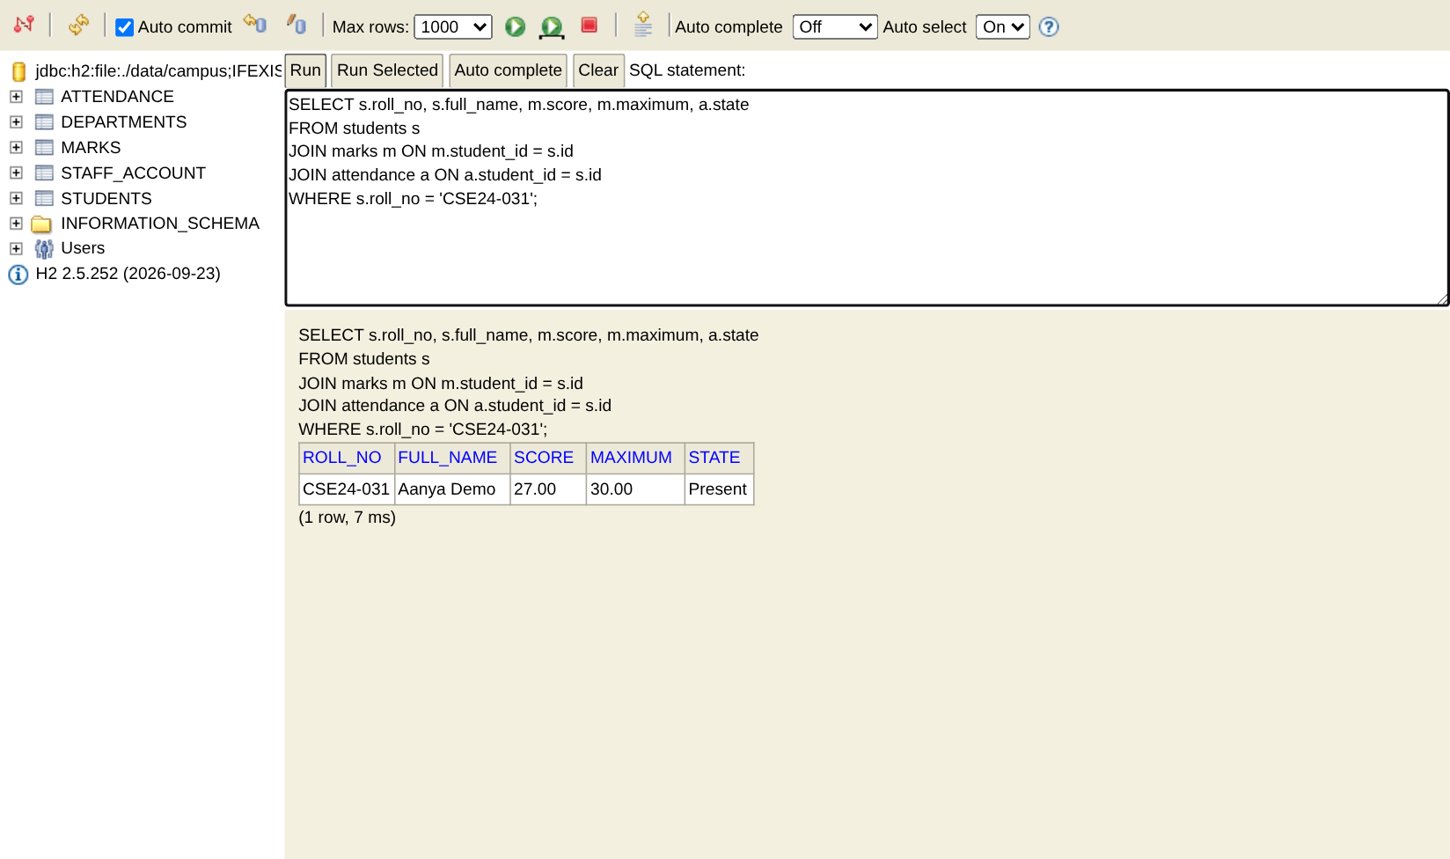 Auto commit Max rows: 1000 Auto complete Off Auto select On
jdbc:h2:file:./data/campus;IFEXIS
ATTENDANCE
DEPARTMENTS
MARKS
STAFF_ACCOUNT
STUDENTS
INFORMATION_SCHEMA
Users
H2 2.5.252 (2026-09-23)
Run Run Selected Auto complete Clear SQL statement:
SELECT s.roll_no, s.full_name, m.score, m.maximum, a.state
FROM students s
JOIN marks m ON m.student_id = s.id
JOIN attendance a ON a.student_id = s.id
WHERE s.roll_no = 'CSE24-031';
SELECT s.roll_no, s.full_name, m.score, m.maximum, a.state
FROM students s
JOIN marks m ON m.student_id = s.id
JOIN attendance a ON a.student_id = s.id
WHERE s.roll_no = 'CSE24-031';
ROLL_NO FULL_NAME SCORE MAXIMUM STATE
CSE24-031 Aanya Demo 27.00 30.00 Present
(1 row, 7 ms)